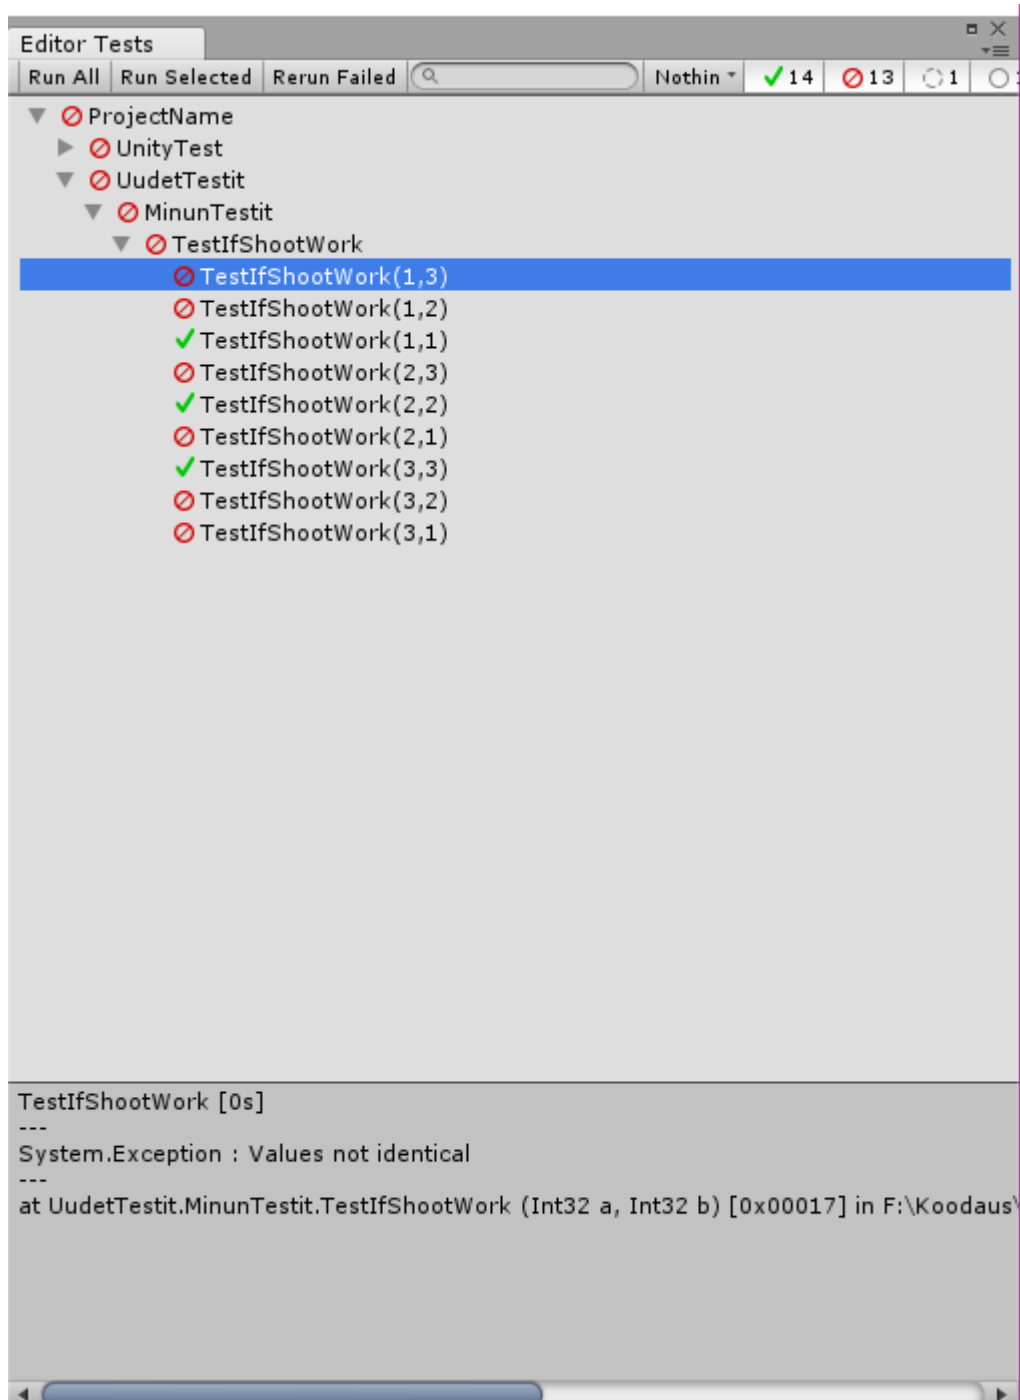 Editor Tests
Run All Run Selected Rerun Failed Nothin 14 13 1
ProjectName
UnityTest
UudetTestit
MinunTestit
TestIfShootWork
TestIfShootWork(1,3)
TestIfShootWork(1,2)
TestIfShootWork(1,1)
TestIfShootWork(2,3)
TestIfShootWork(2,2)
TestIfShootWork(2,1)
TestIfShootWork(3,3)
TestIfShootWork(3,2)
TestIfShootWork(3,1)
TestIfShootWork [0s]
---
System.Exception : Values not identical
---
at UudetTestit.MinunTestit.TestIfShootWork (Int32 a, Int32 b) [0x00017] in F:\Koodaus\